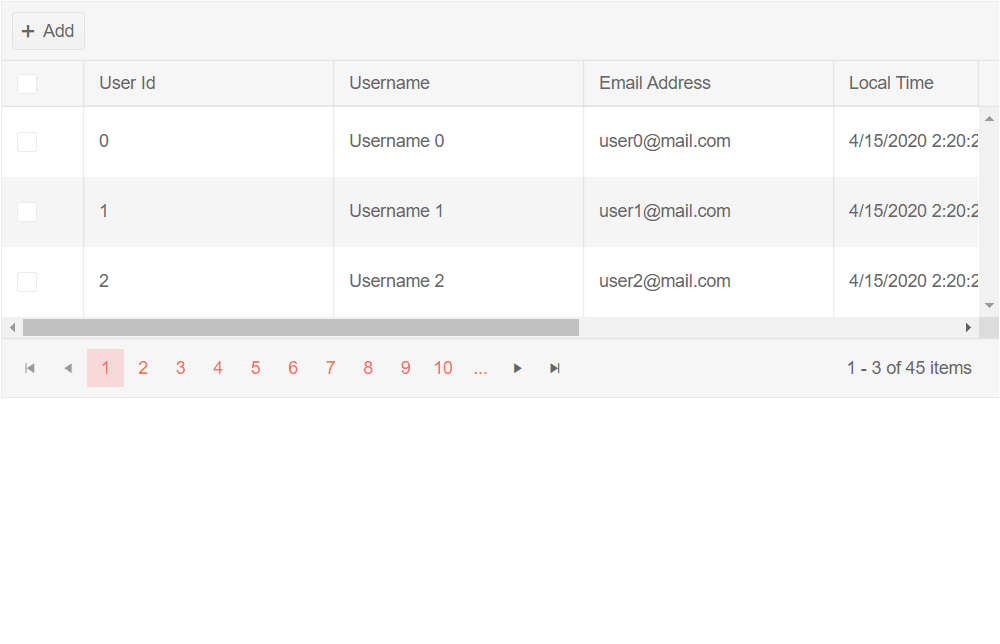 Add
User Id Username Email Address Local Time
0 Username 0 user0@mail.com 4/15/2020 2:20:2
1 Username 1 user1@mail.com 4/15/2020 2:20:2
2 Username 2 user2@mail.com 4/15/2020 2:20:2
1 2 3 4 5 6 7 8 9 10 ... 1 - 3 of 45 items